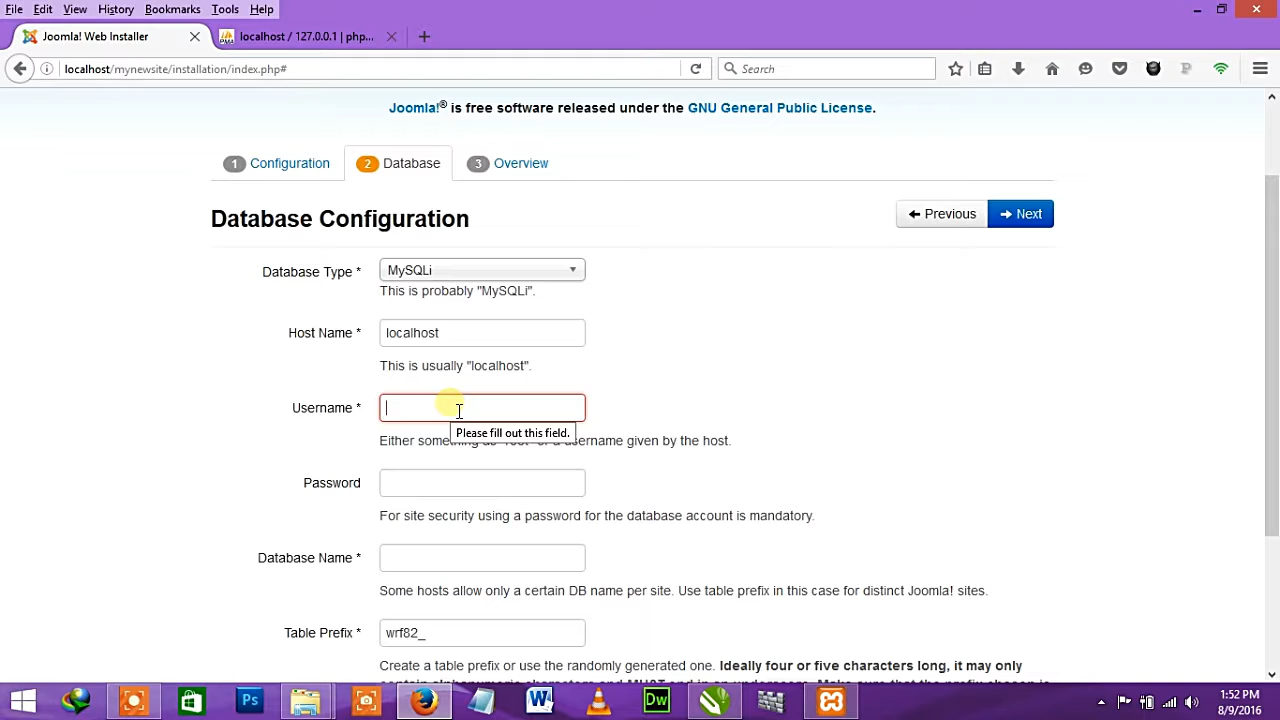 File Edit View History Bookmarks Tools Help
Joomla! Web Installer
localhost / 127.0.0.1 | php...
localhost/mynewsite/installation/index.php#
Search
Joomla!® is free software released under the GNU General Public License.
1 Configuration
2 Database
3 Overview
Database Configuration
Previous
Next
Database Type *
MySQLi
This is probably "MySQLi".
Host Name *
localhost
This is usually "localhost".
Username *
Please fill out this field.
Either something as "root" or a username given by the host.
Password
For site security using a password for the database account is mandatory.
Database Name *
Some hosts allow only a certain DB name per site. Use table prefix in this case for distinct Joomla! sites.
Table Prefix *
wrf82_
Create a table prefix or use the randomly generated one. Ideally four or five characters long, it may only
Ps
W
Dw
1:52 PM
8/9/2016